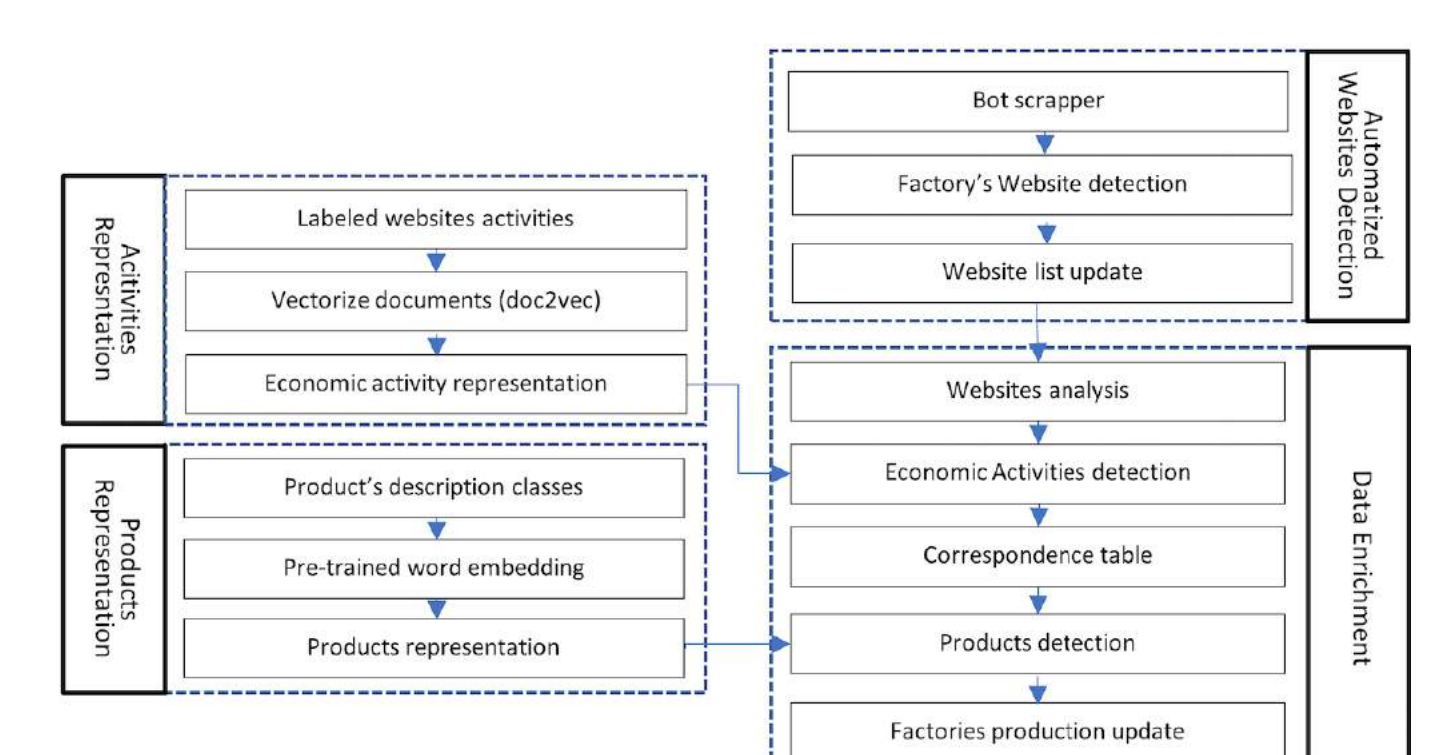 Bot scrapper
Factory's Website detection
Website list update
Automatized
Websites Detection
Acitivities
Represntation
Labeled websites activities
Vectorize documents (doc2vec)
Economic activity representation
Products
Representation
Product's description classes
Pre-trained word embedding
Products representation
Websites analysis
Economic Activities detection
Correspondence table
Products detection
Factories production update
Data Enrichment